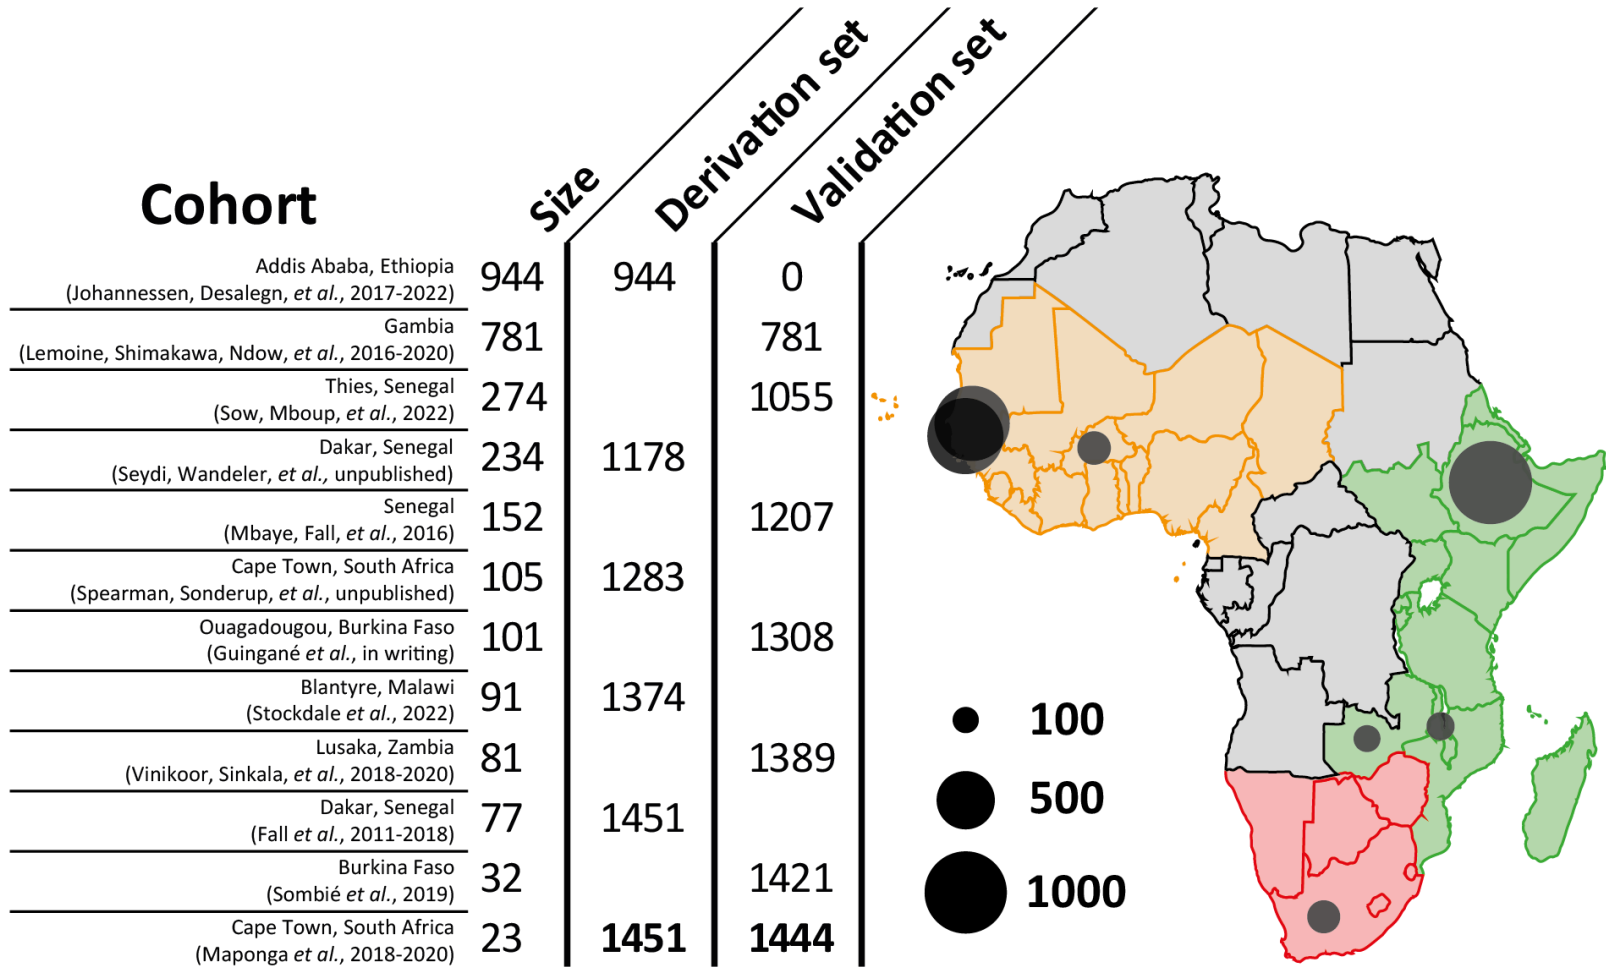 Cohort Size Derivation set Validation set
Addis Ababa, Ethiopia
(Johannessen, Desalegn, et al., 2017-2022) 944 944 0
Gambia
(Lemoine, Shimakawa, Ndow, et al., 2016-2020) 781 781
Thies, Senegal
(Sow, Mboup, et al., 2022) 274 1055
Dakar, Senegal
(Seydi, Wandeler, et al., unpublished) 234 1178
Senegal
(Mbaye, Fall, et al., 2016) 152 1207
Cape Town, South Africa
(Spearman, Sonderup, et al., unpublished) 105 1283
Ouagadougou, Burkina Faso
(Guingané et al., in writing) 101 1308
Blantyre, Malawi
(Stockdale et al., 2022) 91 1374
Lusaka, Zambia
(Vinikoor, Sinkala, et al., 2018-2020) 81 1389
Dakar, Senegal
(Fall et al., 2011-2018) 77 1451
Burkina Faso
(Sombié et al., 2019) 32 1421
Cape Town, South Africa
(Maponga et al., 2018-2020) 23 1451 1444
100
500
1000